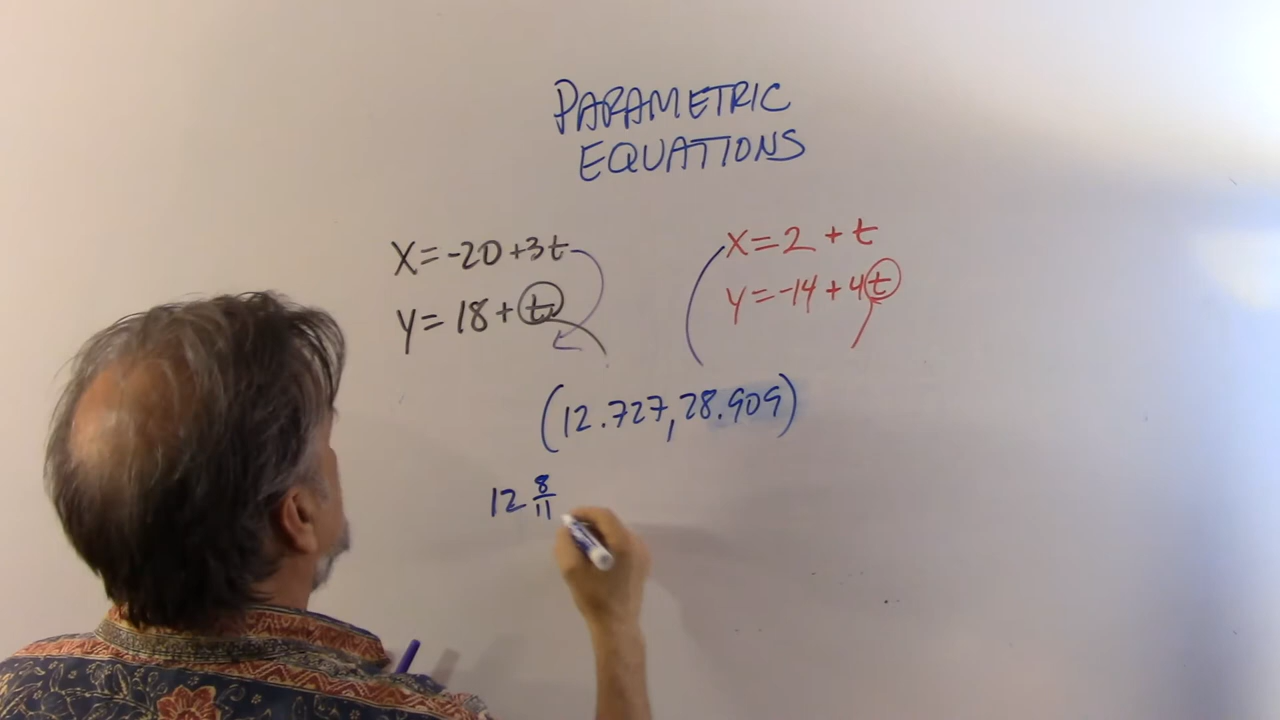 PARAMETRIC
EQUATIONS
X=-20+3t
Y=18+t
X=2+t
Y=-14+4t
(12.727,28.909)
12 8/11